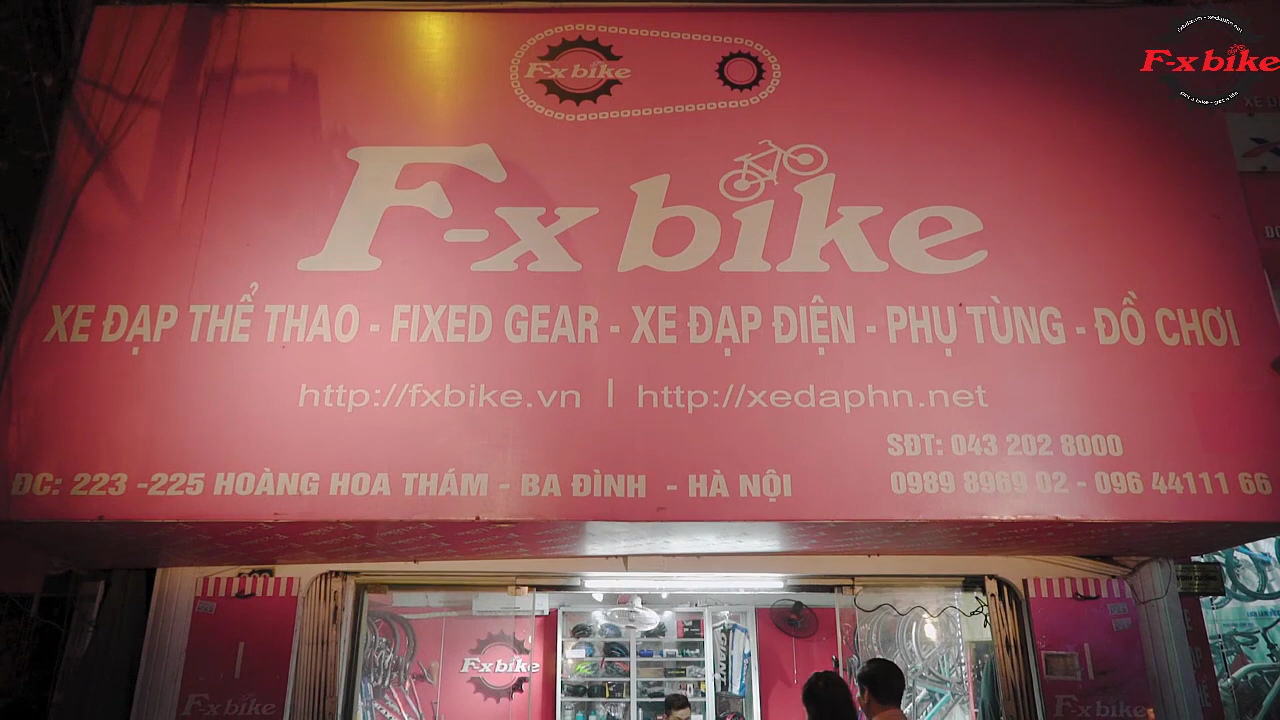 F-x bike
F-x bike
F-x bike
XE ĐẠP THỂ THAO - FIXED GEAR - XE ĐẠP ĐIỆN - PHỤ TÙNG - ĐỒ CHƠI
http://fxbike.vn | http://xedaphn.net
SĐT: 043 202 8000
ĐC: 223 -225 HOÀNG HOA THÁM - BA ĐÌNH - HÀ NỘI
0989 8969 02 - 096 44111 66
F-x bike
GIANT
F-x bike
F-x bike